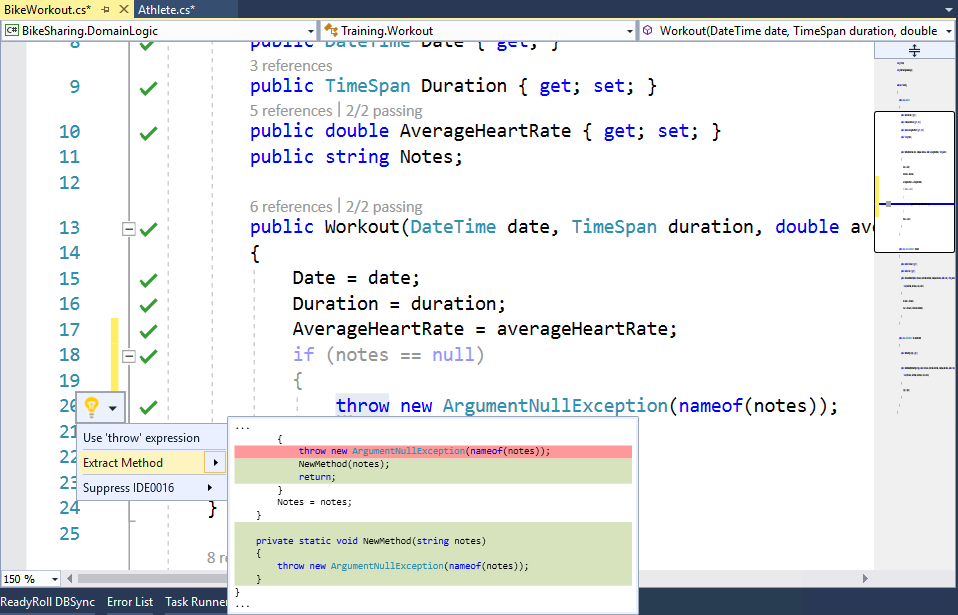 BikeWorkout.cs* Athlete.cs*
C# BikeSharing.DomainLogic Training.Workout Workout(DateTime date, TimeSpan duration, double
8 public DateTime Date { get; }
3 references
9 public TimeSpan Duration { get; set; }
5 references | 2/2 passing
10 public double AverageHeartRate { get; set; }
11 public string Notes;
12
6 references | 2/2 passing
13 public Workout(DateTime date, TimeSpan duration, double ave
14 {
15 Date = date;
16 Duration = duration;
17 AverageHeartRate = averageHeartRate;
18 if (notes == null)
19 {
20 throw new ArgumentNullException(nameof(notes));
21
22
23
24 }
25
8 re
Use 'throw' expression
Extract Method
Suppress IDE0016
...
{
throw new ArgumentNullException(nameof(notes));
NewMethod(notes);
return;
}
Notes = notes;
}
private static void NewMethod(string notes)
{
throw new ArgumentNullException(nameof(notes));
}
}
...
150 %
ReadyRoll DBSync Error List Task Runner